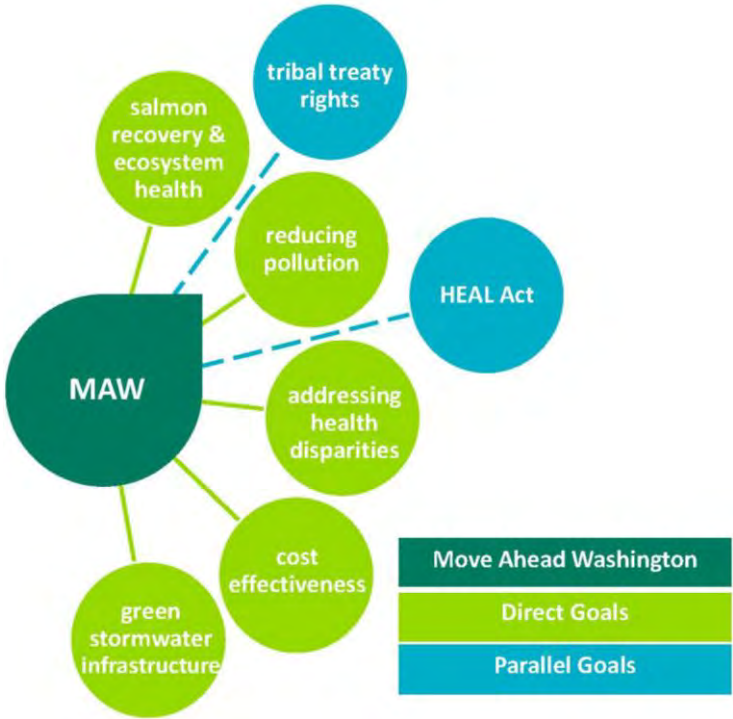 tribal treaty
rights
salmon
recovery &
ecosystem
health
reducing
pollution
HEAL Act
MAW
addressing
health
disparities
cost
effectiveness
green
stormwater
infrastructure
Move Ahead Washington
Direct Goals
Parallel Goals